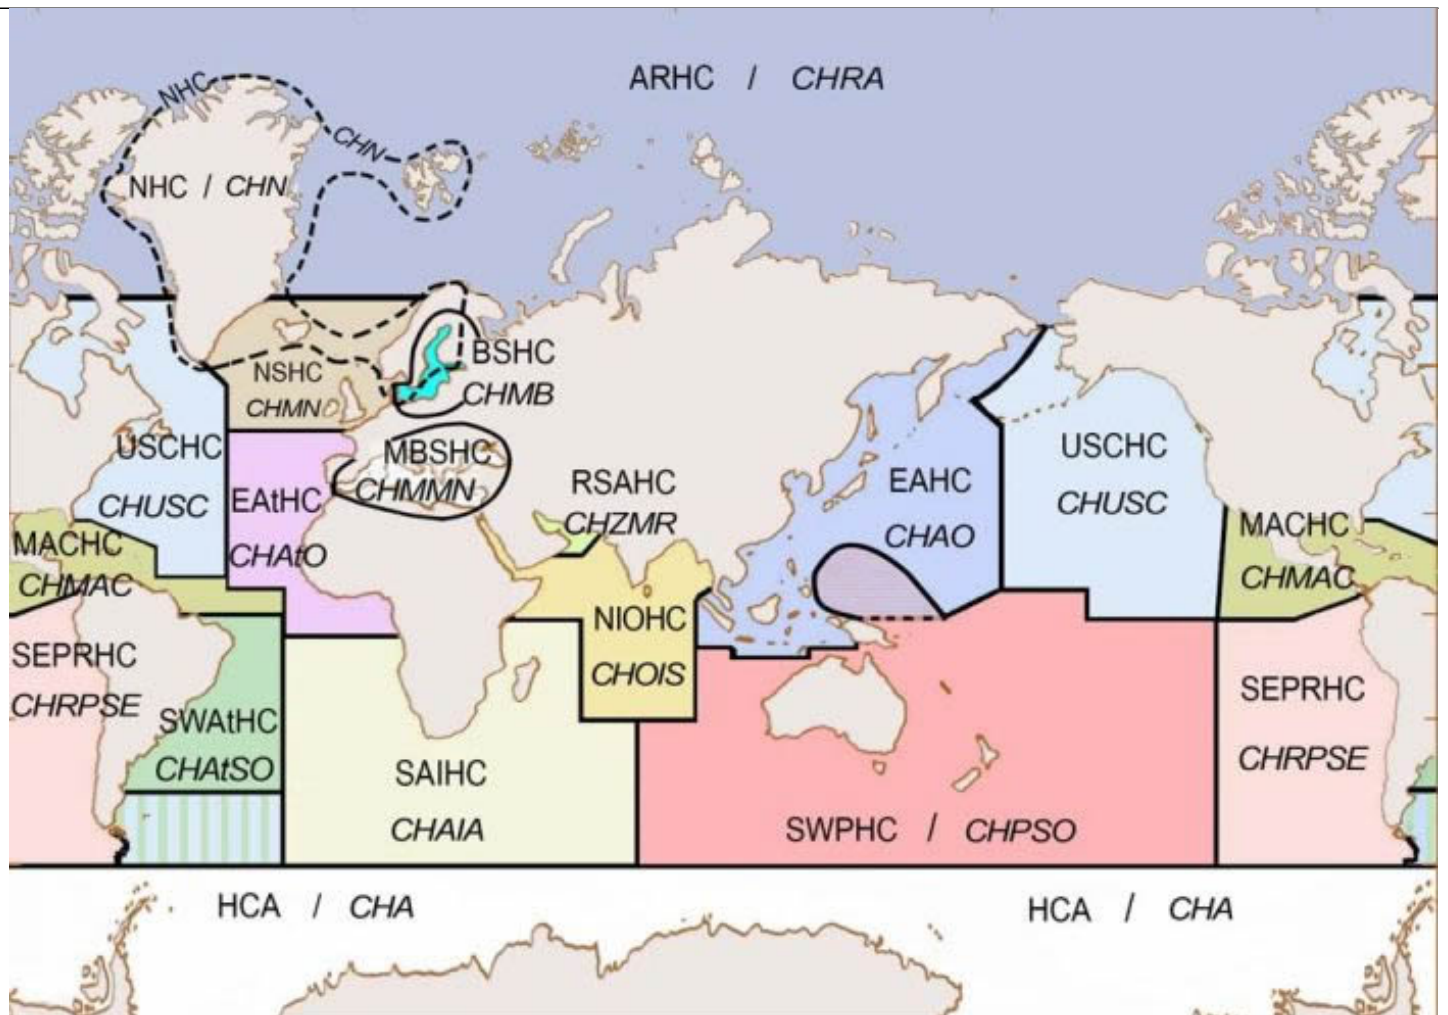 ARHC / CHRA
NHC
CHN
NHC / CHN
BSHC
CHMB
NSHC
CHMN
USCHC
CHUSC
MBSHC
CHMMN
EAtHC
CHAtO
RSAHC
CHZMR
EAHC
CHAO
USCHC
CHUSC
MACHC
CHMAC
MACHC
CHMAC
NIOHC
CHOIS
SEPRHC
CHRPSE
SWAtHC
CHAtSO
SAIHC
CHAIA
SWPHC / CHPSO
SEPRHC
CHRPSE
HCA / CHA
HCA / CHA